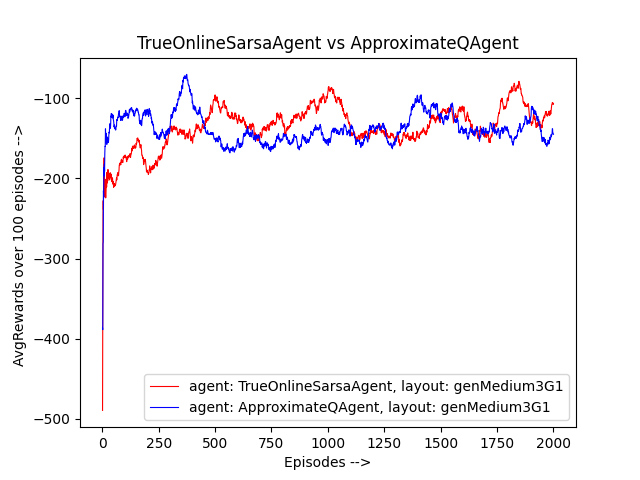 TrueOnlineSarsaAgent vs ApproximateQAgent
AvgRewards over 100 episodes -->
−100
−200
−300
−400
−500
agent: TrueOnlineSarsaAgent, layout: genMedium3G1
agent: ApproximateQAgent, layout: genMedium3G1
0 250 500 750 1000 1250 1500 1750 2000
Episodes -->